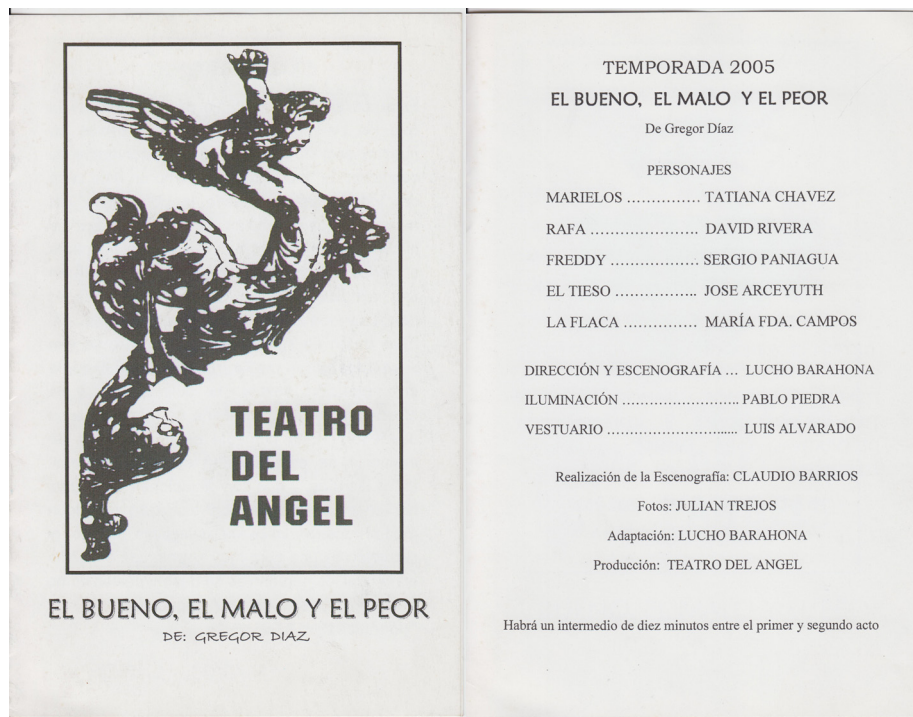 TEATRO
DEL
ANGEL
EL BUENO, EL MALO Y EL PEOR
DE: GREGOR DIAZ
TEMPORADA 2005
EL BUENO, EL MALO Y EL PEOR
De Gregor Díaz
PERSONAJES
MARIELOS …………… TATIANA CHAVEZ
RAFA …………………. DAVID RIVERA
FREDDY ……………… SERGIO PANIAGUA
EL TIESO …………….. JOSE ARCEYUTH
LA FLACA …………… MARÍA FDA. CAMPOS
DIRECCIÓN Y ESCENOGRAFÍA … LUCHO BARAHONA
ILUMINACIÓN …………………….. PABLO PIEDRA
VESTUARIO ……………………...... LUIS ALVARADO
Realización de la Escenografía: CLAUDIO BARRIOS
Fotos: JULIAN TREJOS
Adaptación: LUCHO BARAHONA
Producción: TEATRO DEL ANGEL
Habrá un intermedio de diez minutos entre el primer y segundo acto